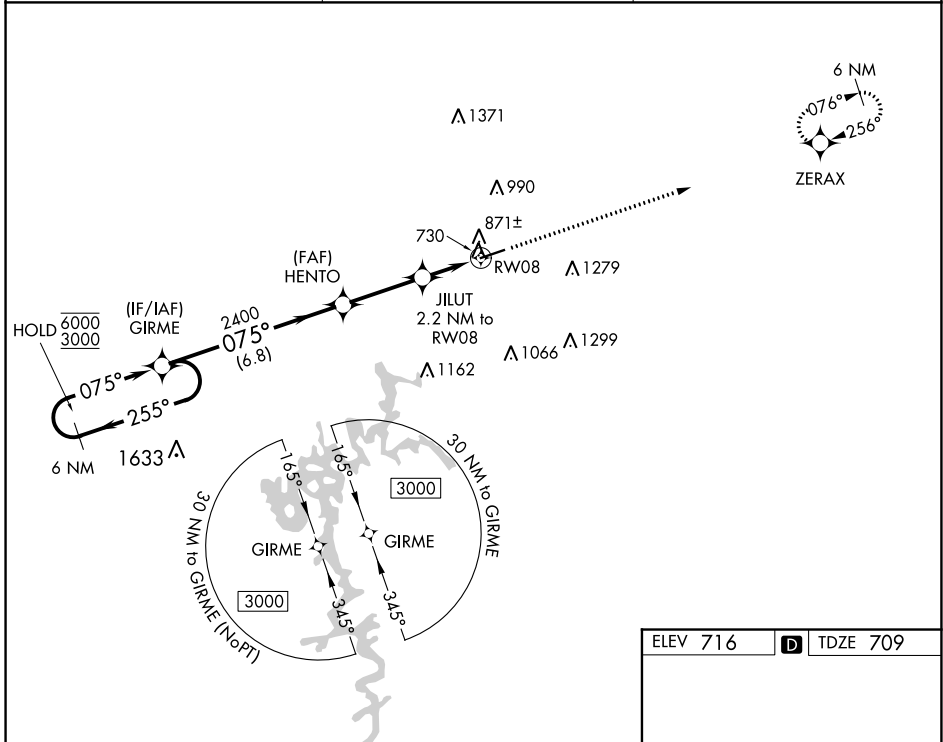 6 NM
076°
256°
ZERAX
1371
990
871±
730
RW08
1279
(FAF)
HENTO
JILUT
2.2 NM to
RW08
(IF/IAF)
GIRME
HOLD 6000
3000
2400
075°
(6.8)
1299
1066
1162
075°
255°
6 NM
1633
165°
165°
30 NM to GIRME
3000
GIRME
GIRME
30 NM to GIRME (NoPT)
3000
345°
345°
ELEV 716 D TDZE 709